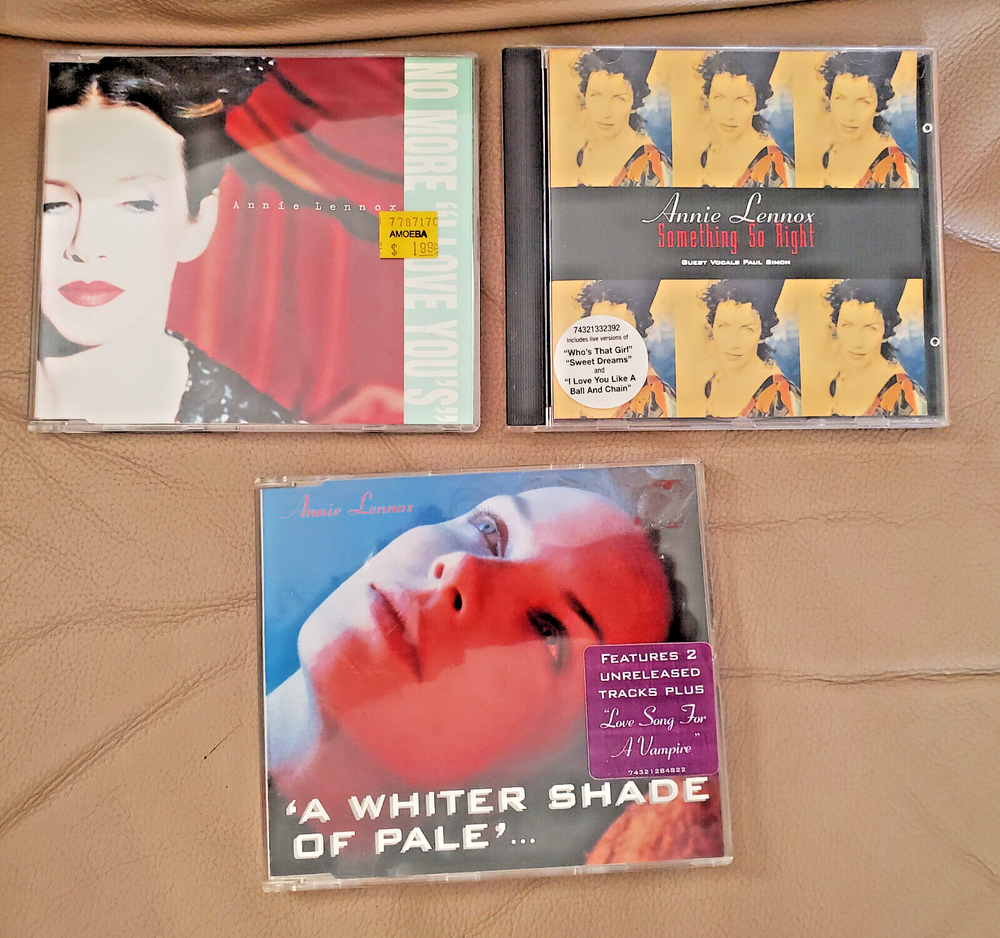 NO MORE "I LOVE YOU'S"
Annie Lennox
7787170
AMOEBA
$ 1.99
Annie Lennox
Something So Right
GUEST VOCALS PAUL SIMON
74321332392
Includes live versions of
"Who's That Girl"
"Sweet Dreams"
and
"I Love You Like A
Ball And Chain"
Annie Lennox
FEATURES 2
UNRELEASED
TRACKS PLUS
"Love Song For
A Vampire"
74321284822
'A WHITER SHADE
OF PALE'...